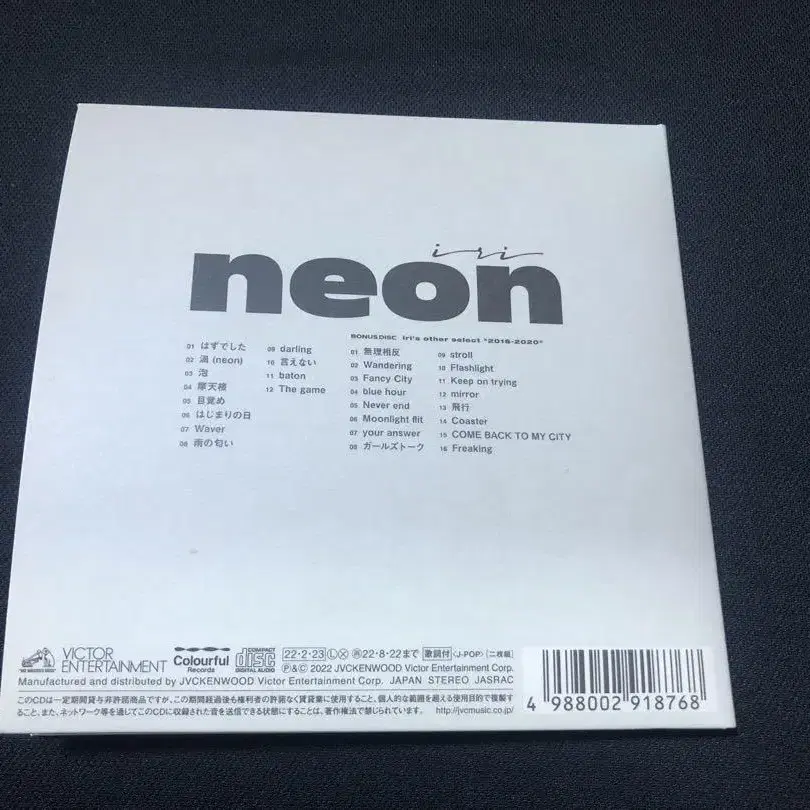 iri
neon
01 はずでした
02 渦 (neon)
03 泡
04 摩天楼
05 目覚め
06 はじまりの日
07 Waver
08 雨の匂い
09 darling
10 言えない
11 baton
12 The game
BONUS DISC iri's other select "2016-2020"
01 無理相反
02 Wandering
03 Fancy City
04 blue hour
05 Never end
06 Moonlight flit
07 your answer
08 ガールズトーク
09 stroll
10 Flashlight
11 Keep on trying
12 mirror
13 飛行
14 Coaster
15 COME BACK TO MY CITY
16 Freaking
"HIS MASTER'S VOICE"
VICTOR ENTERTAINMENT
Colourful Records
COMPACT disc DIGITAL AUDIO
22・2・23 Ⓛ Ⓧ ㊢22・8・22まで 歌詞付 〈J-POP〉 [二枚組]
Ⓟ&© 2022 JVCKENWOOD Victor Entertainment Corp.
Manufactured and distributed by JVCKENWOOD Victor Entertainment Corp. JAPAN STEREO JASRAC
このCDは一定期間貸与非許諾商品ですが、この期間経過後も権利者の許諾なく賃貸業に使用すること、個人的な範囲を超える使用目的で複製す
ること、また、ネットワーク等を通じてこのCDに収録された音を送信できる状態にすることは、著作権法で禁じられています。 http://jvcmusic.co.jp/
4 988002 918768